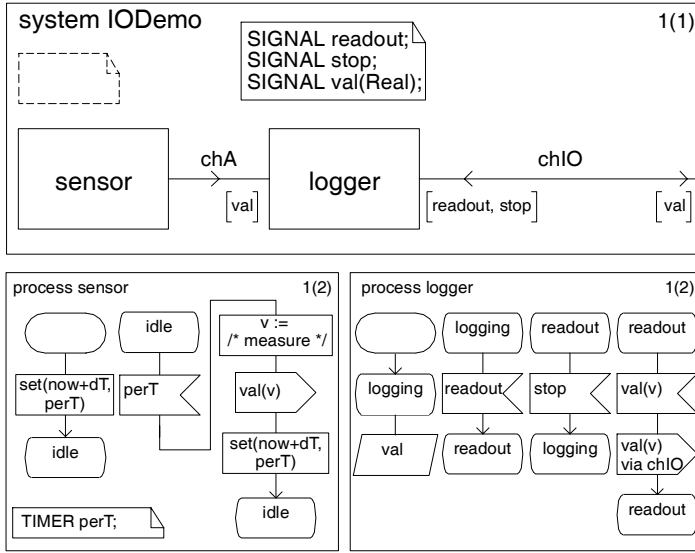 system IODemo
1(1)
SIGNAL readout;
SIGNAL stop;
SIGNAL val(Real);
sensor
chA
[val]
logger
chIO
[readout, stop]
[val]
process sensor
1(2)
set(now+dT,
perT)
idle
idle
perT
v :=
/* measure */
val(v)
set(now+dT,
perT)
idle
TIMER perT;
process logger
1(2)
logging
val
logging
readout
readout
readout
stop
logging
readout
val(v)
val(v)
via chIO
readout